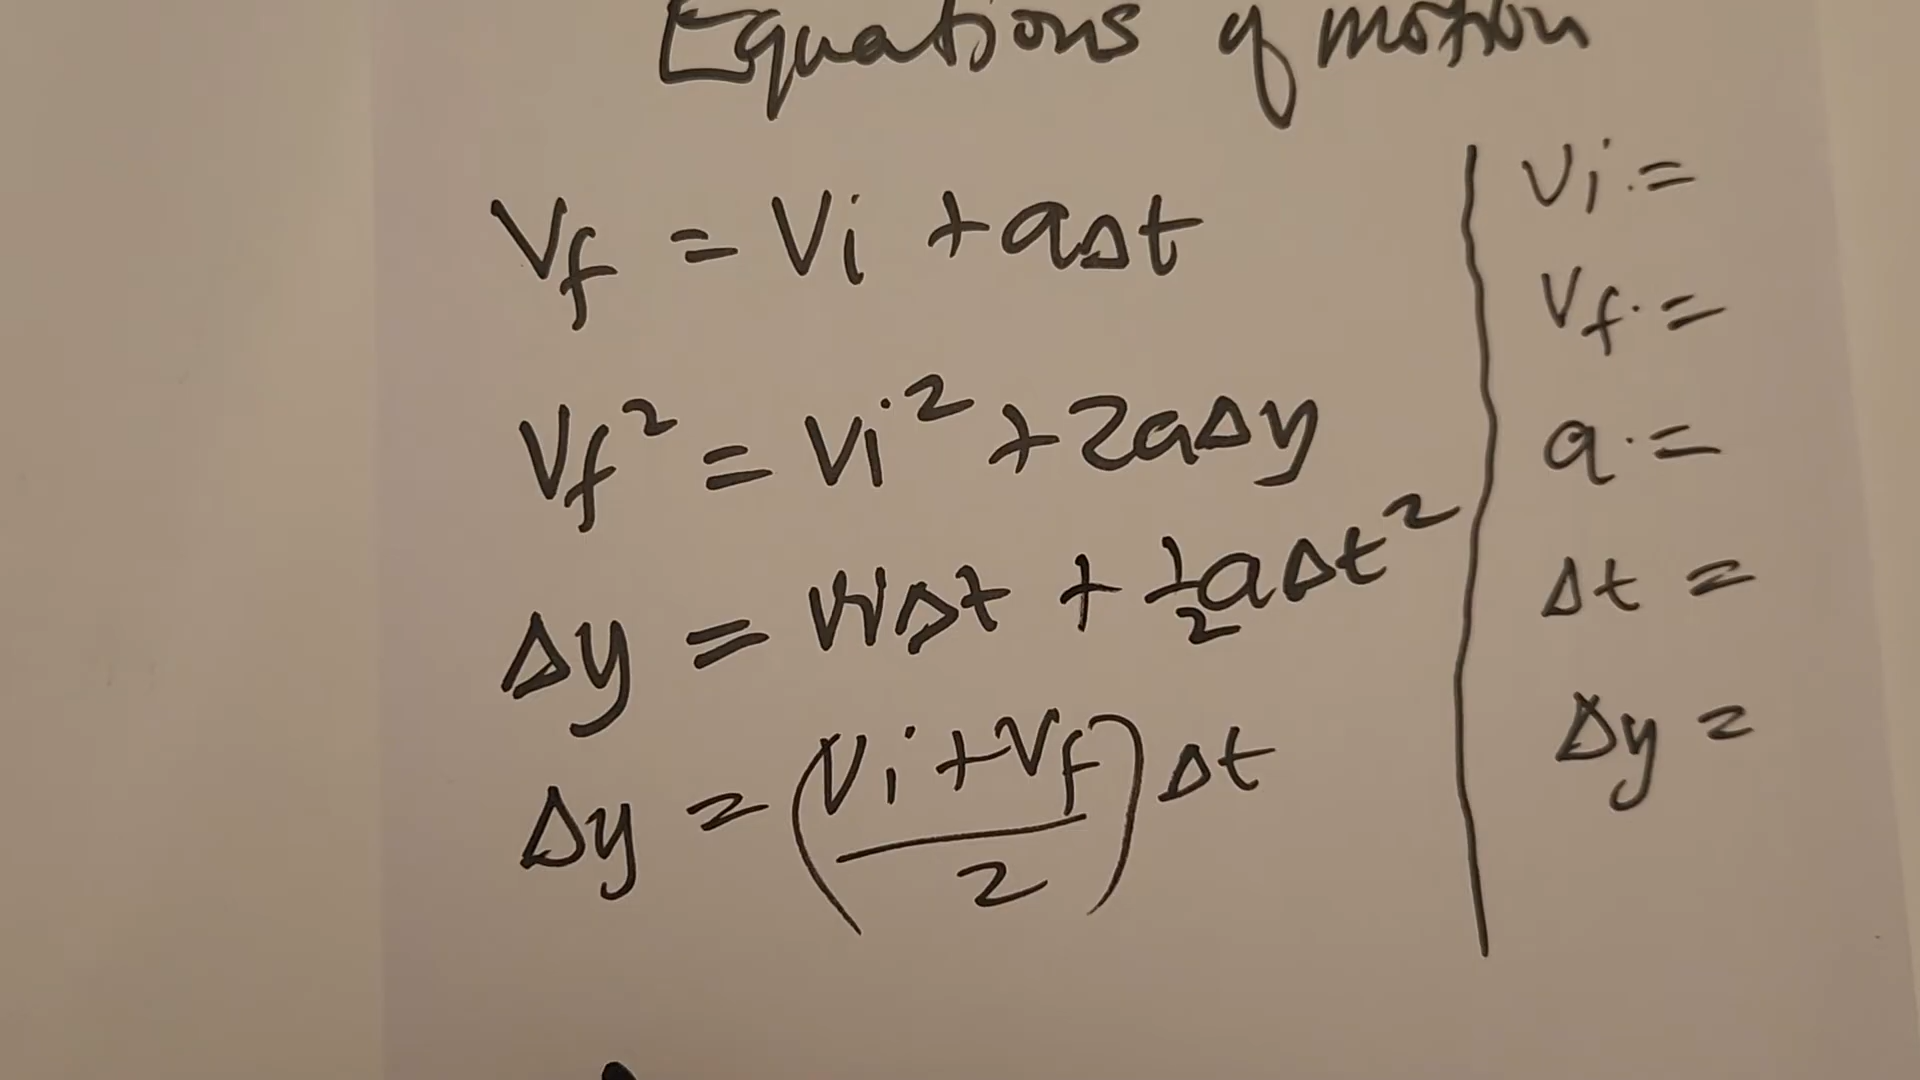 Equations of motion
Vf = Vi + aΔt
Vf² = Vi² + 2aΔy
Δy = ViΔt + ½aΔt²
Δy = (Vi + Vf / 2) Δt
Vi =
Vf =
a =
Δt =
Δy =